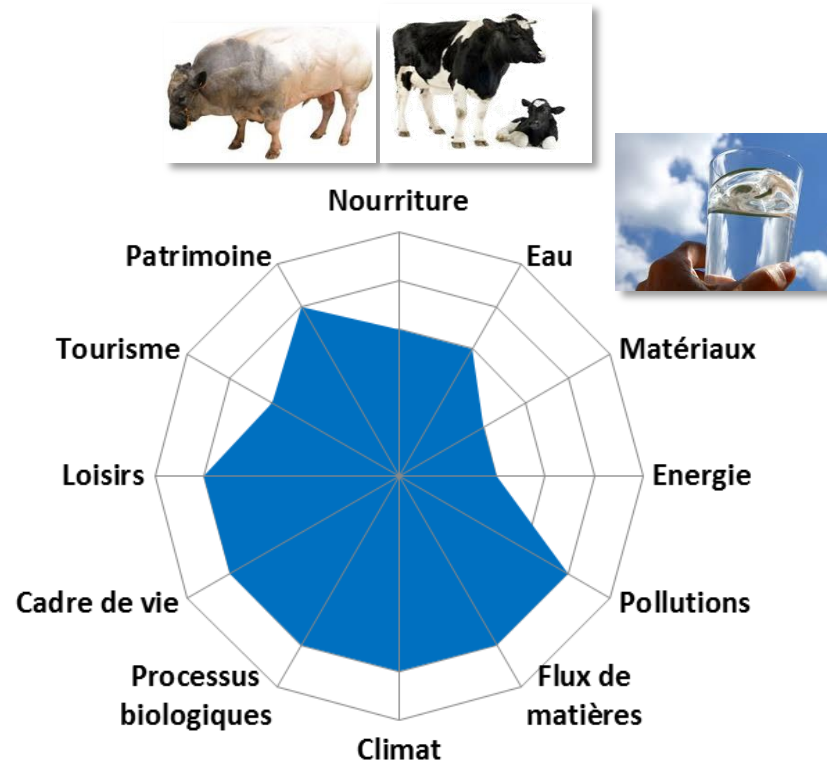 Nourriture
Patrimoine
Eau
Tourisme
Matériaux
Loisirs
Energie
Cadre de vie
Pollutions
Processus
biologiques
Flux de
matières
Climat